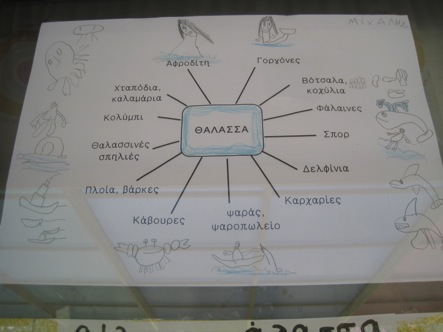 ΜΙΧΑΛΗΣ
Αφροδίτη
Γοργόνες
Χταπόδια,
καλαμάρια
Βότσαλα,
κοχύλια
Κολύμπι
Φάλαινες
ΘΑΛΑΣΣΑ
Σπορ
Θαλασσινές
σπηλιές
Δελφίνια
Πλοία, βάρκες
Καρχαρίες
Κάβουρες
ψαράς,
ψαροπωλείο